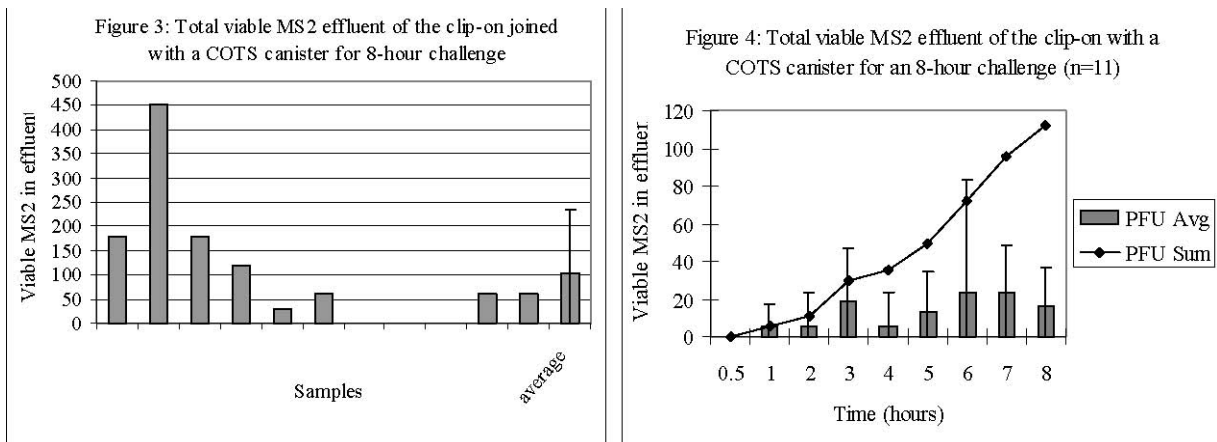 Figure 3: Total viable MS2 effluent of the clip-on joined
with a COTS canister for 8-hour challenge
500
450
400
350
300
250
200
150
100
50
0
Viable MS2 in effluent
Samples
average
Figure 4: Total viable MS2 effluent of the clip-on with a
COTS canister for an 8-hour challenge (n=11)
120
100
80
60
40
20
0
Viable MS2 in effluer
0.5 1 2 3 4 5 6 7 8
Time (hours)
PFU Avg
PFU Sum